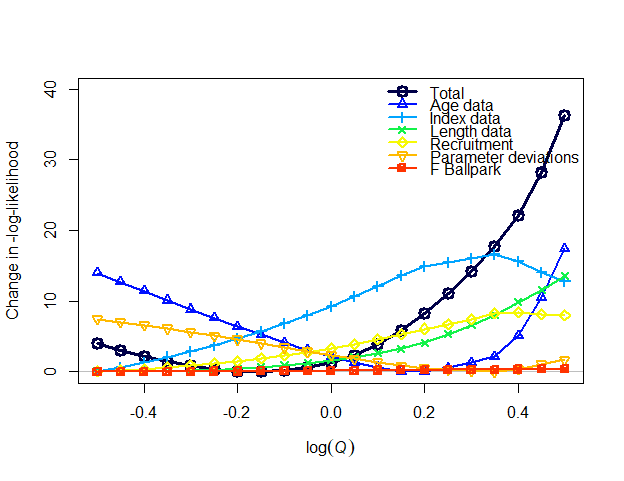 Change in -log-likelihood
40
30
20
10
0
Total
Age data
Index data
Length data
Recruitment
Parameter deviations
F Ballpark
-0.4 -0.2 0.0 0.2 0.4
log(Q)